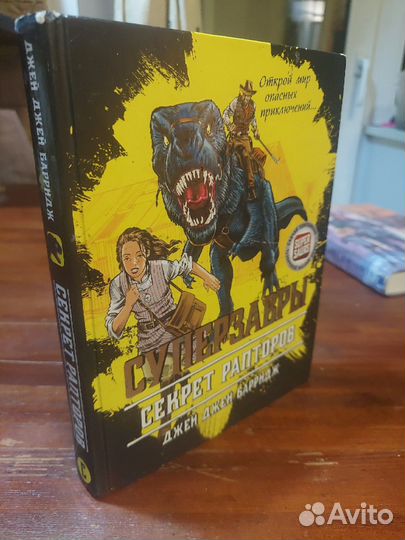 ДЖЕЙ ДЖЕЙ БАРРИДЖ
СЕКРЕТ РАПТОРОВ
Открой мир
опасных
приключений...
СУПЕРЗАВРЫ
СЕКРЕТ РАПТОРОВ
ДЖЕЙ ДЖЕЙ БАРРИДЖ
Avito